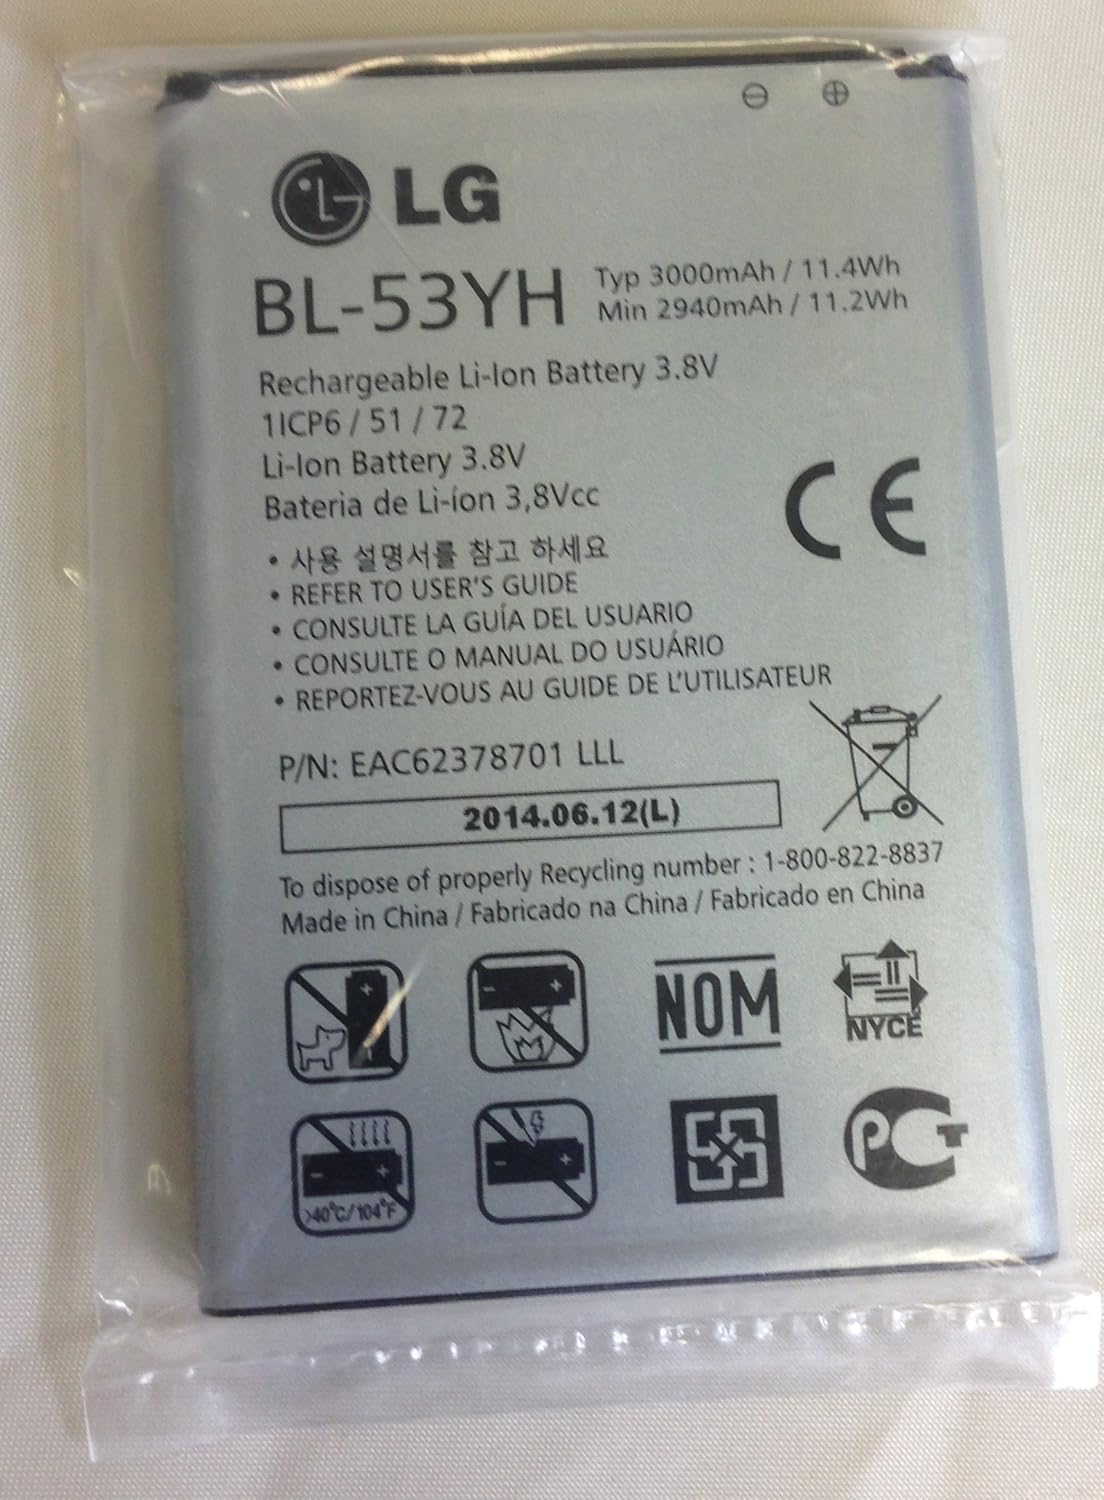 LG
BL-53YH
Typ 3000mAh / 11.4Wh
Min 2940mAh / 11.2Wh
Rechargeable Li-Ion Battery 3.8V
1ICP6 / 51 / 72
Li-Ion Battery 3.8V
Bateria de Li-íon 3,8Vcc
CE
• 사용 설명서를 참고 하세요
• REFER TO USER'S GUIDE
• CONSULTE LA GUÍA DEL USUARIO
• CONSULTE O MANUAL DO USUÁRIO
• REPORTEZ-VOUS AU GUIDE DE L'UTILISATEUR
P/N: EAC62378701 LLL
2014.06.12(L)
To dispose of properly Recycling number : 1-800-822-8837
Made in China / Fabricado na China / Fabricado en China
NOM
NYCE
>40°C/104°F
PCT